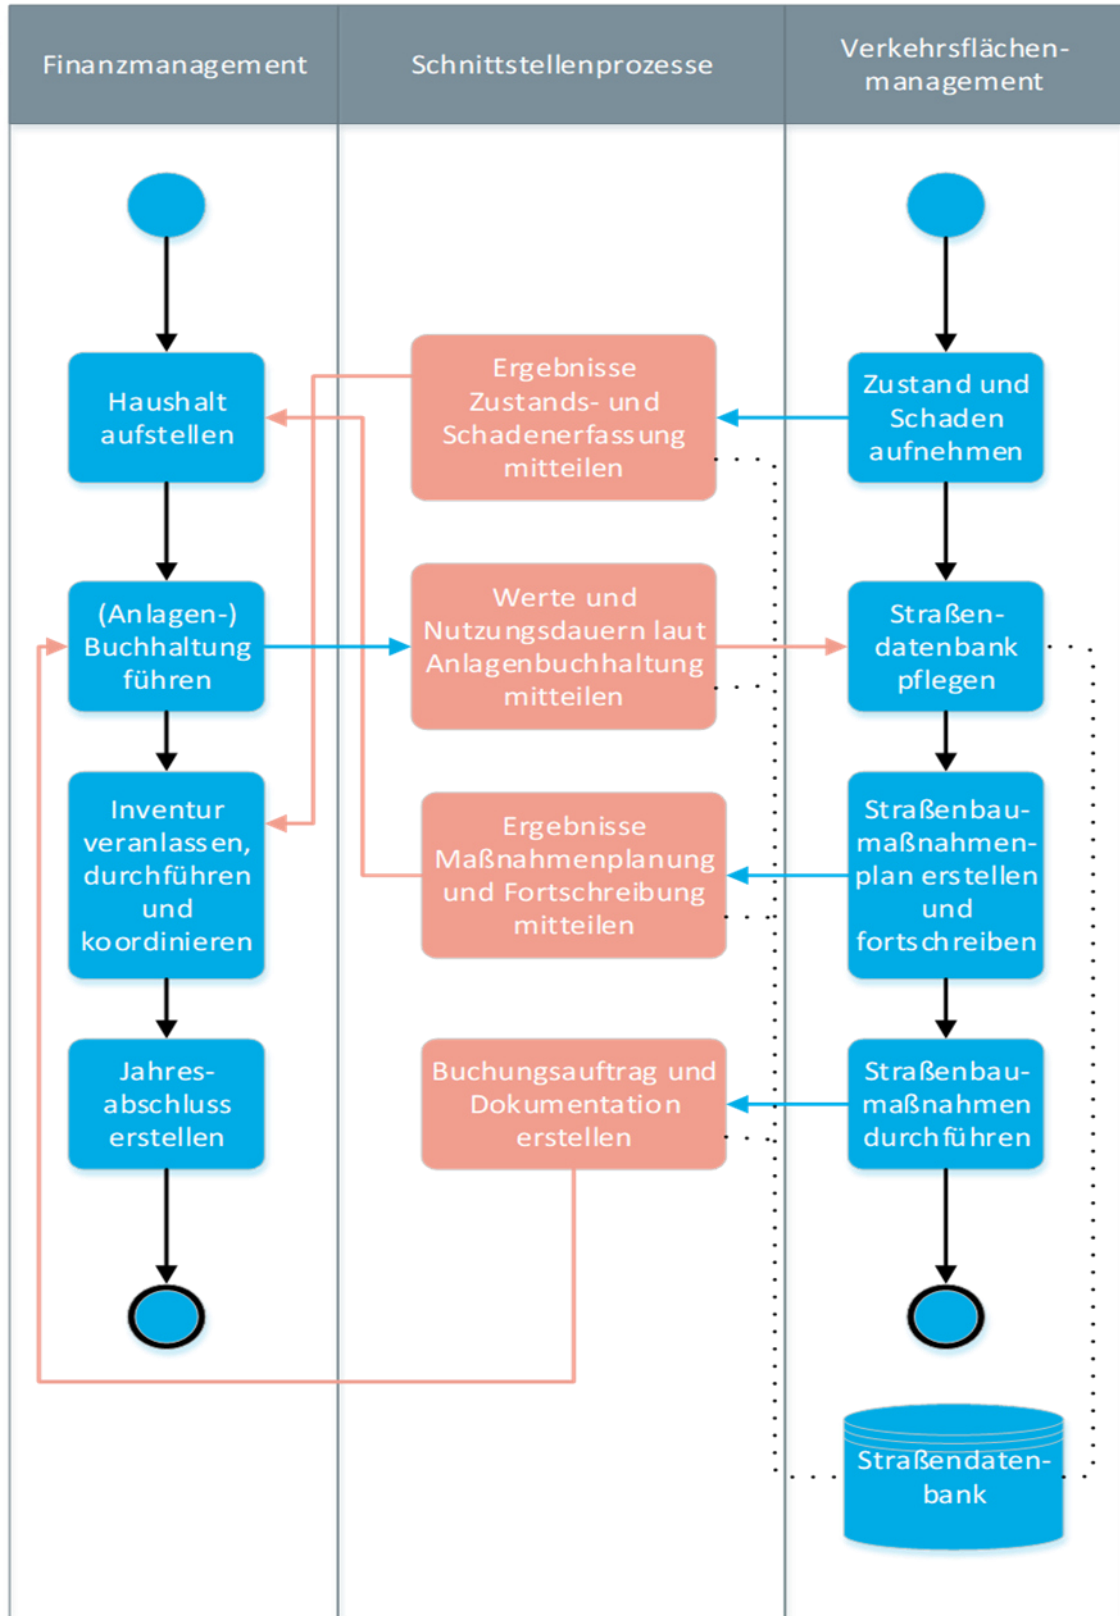 Finanzmanagement
Schnittstellenprozesse
Verkehrsflächen-
management
Haushalt
aufstellen
(Anlagen-)
Buchhaltung
führen
Inventur
veranlassen,
durchführen
und
koordinieren
Jahres-
abschluss
erstellen
Ergebnisse
Zustands- und
Schadenerfassung
mitteilen
Werte und
Nutzungsdauern laut
Anlagenbuchhaltung
mitteilen
Ergebnisse
Maßnahmenplanung
und Fortschreibung
mitteilen
Buchungsauftrag und
Dokumentation
erstellen
Zustand und
Schaden
aufnehmen
Straßen-
datenbank
pflegen
Straßenbau-
maßnahmen-
plan erstellen
und
fortschreiben
Straßenbau-
maßnahmen
durchführen
Straßendaten-
bank